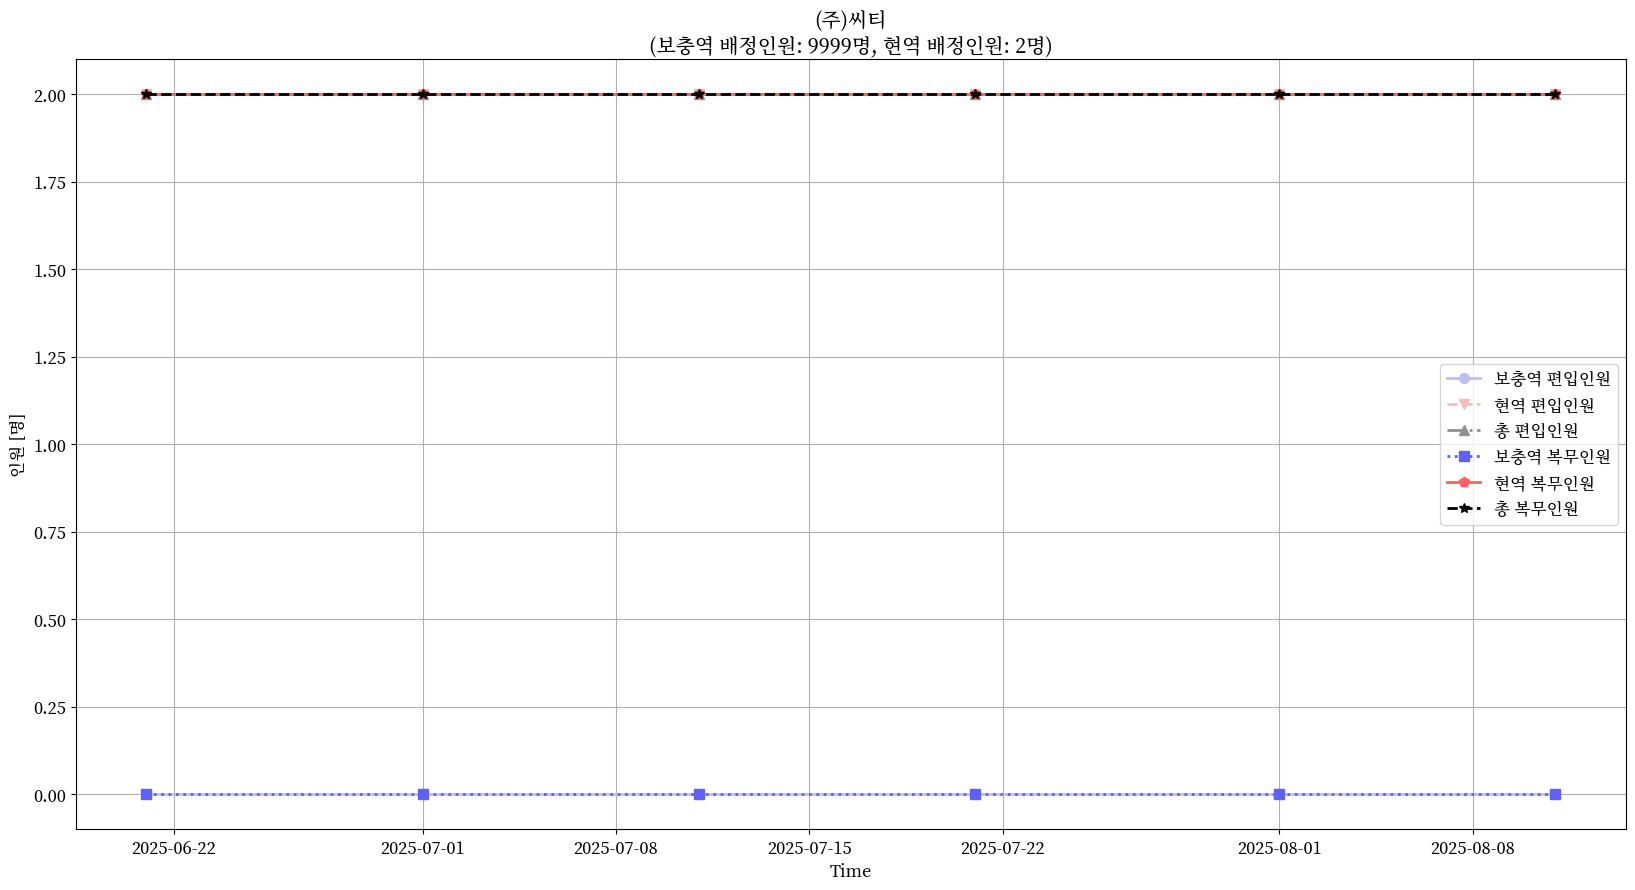 (주)씨티
(보충역 배정인원: 9999명, 현역 배정인원: 2명)
2.00
1.75
1.50
1.25
1.00
0.75
0.50
0.25
0.00
인원 [명]
보충역 편입인원
현역 편입인원
총 편입인원
보충역 복무인원
현역 복무인원
총 복무인원
2025-06-22
2025-07-01
2025-07-08
2025-07-15
2025-07-22
2025-08-01
2025-08-08
Time